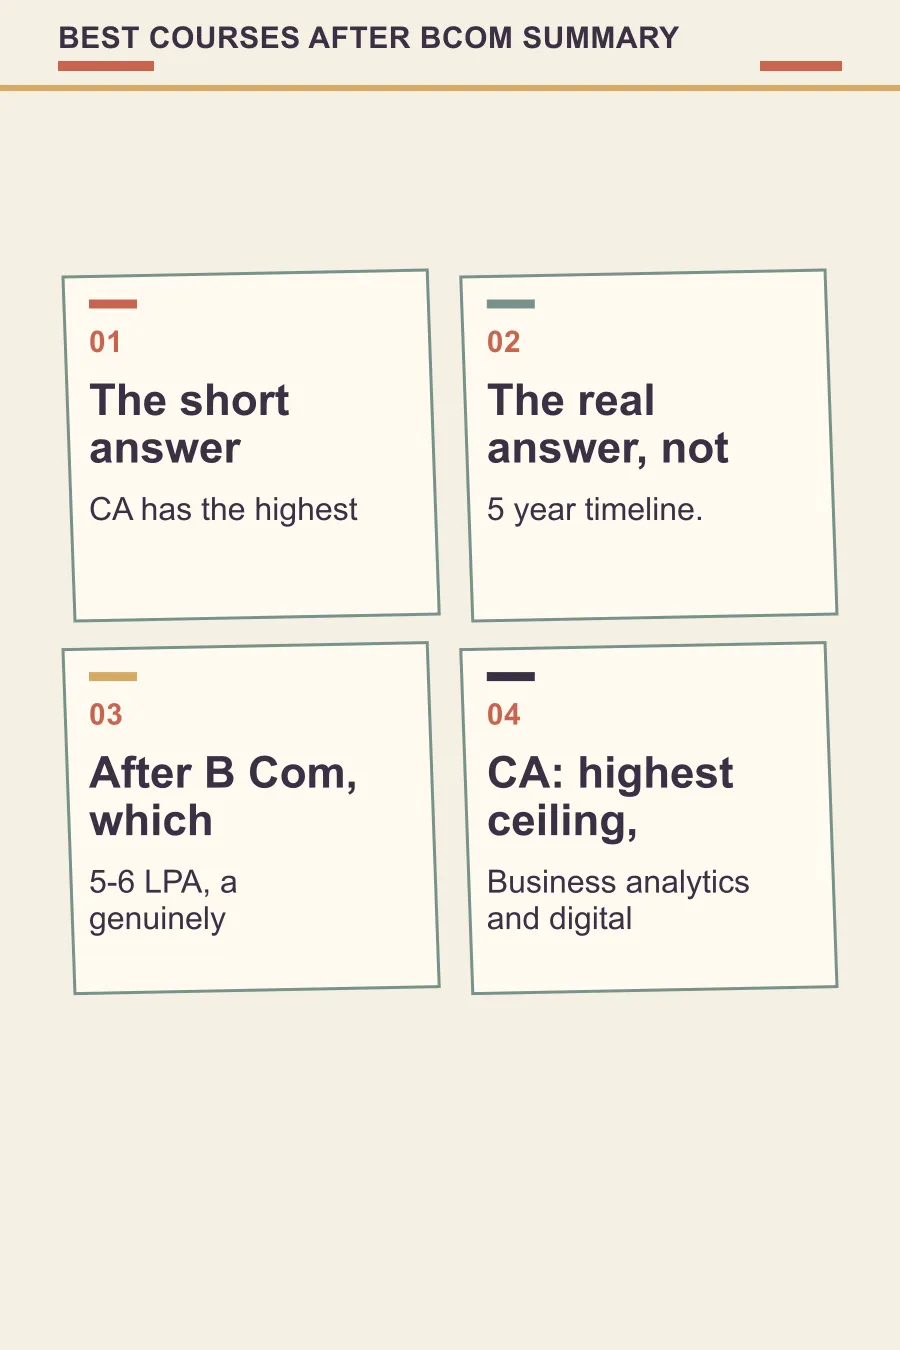 BEST COURSES AFTER BCOM SUMMARY
01
The short
answer
CA has the highest
02
The real
answer, not
5 year timeline.
03
After B Com,
which
5-6 LPA, a
genuinely
04
CA: highest
ceiling,
Business analytics
and digital